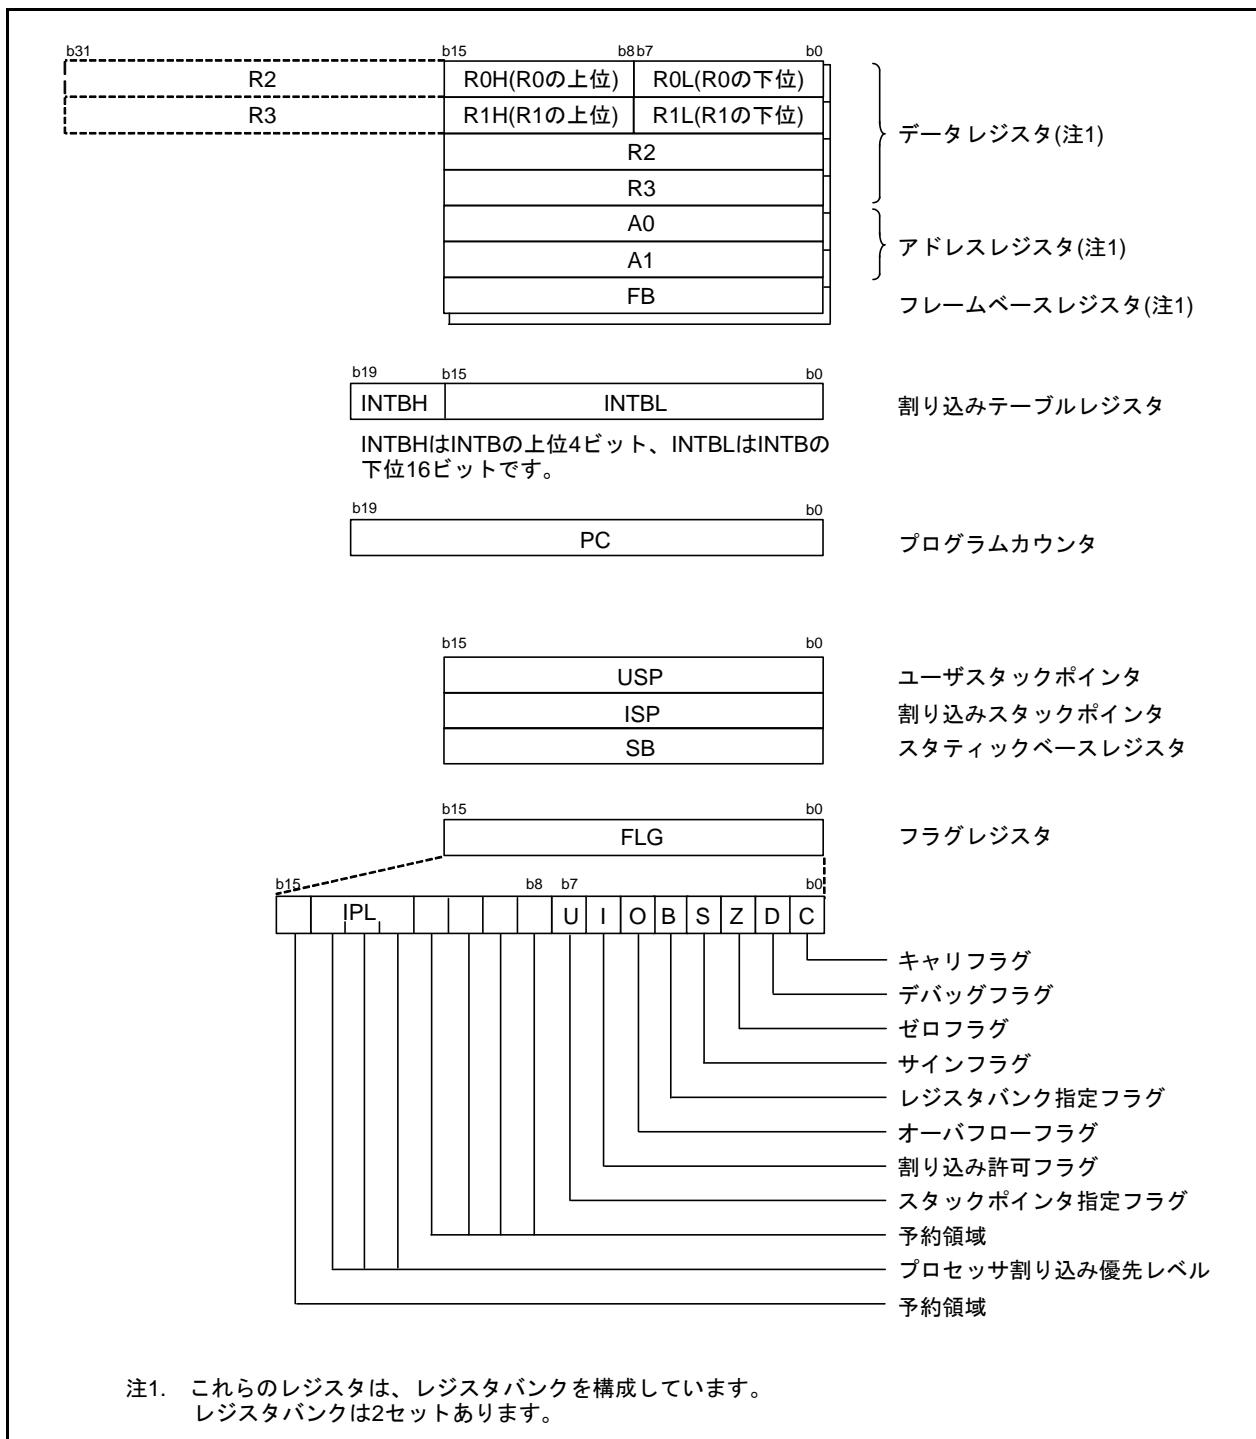 b31 b15 b8 b7 b0
R2 R0H(R0の上位) R0L(R0の下位)
R3 R1H(R1の上位) R1L(R1の下位)
データレジスタ(注1)
R2
R3
A0
アドレスレジスタ(注1)
A1
FB
フレームベースレジスタ(注1)
b19 b15 b0
INTBH INTBL 割り込みテーブルレジスタ
INTBHはINTBの上位4ビット、INTBLはINTBの
下位16ビットです。
b19 b0
PC プログラムカウンタ
b15 b0
USP ユーザスタックポインタ
ISP 割り込みスタックポインタ
SB スタティックベースレジスタ
b15 b0
FLG フラグレジスタ
b15 b8 b7 b0
IPL U I O B S Z D C
キャリフラグ
デバッグフラグ
ゼロフラグ
サインフラグ
レジスタバンク指定フラグ
オーバフローフラグ
割り込み許可フラグ
スタックポインタ指定フラグ
予約領域
プロセッサ割り込み優先レベル
予約領域
注1. これらのレジスタは、レジスタバンクを構成しています。
レジスタバンクは2セットあります。